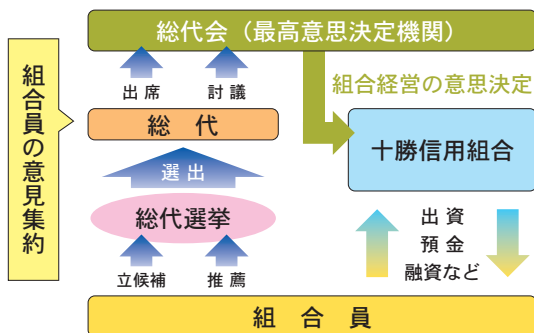 総代会（最高意思決定機関）
組合員の意見集約
出席
討議
組合経営の意思決定
総代
十勝信用組合
選出
総代選挙
出資
預金
融資など
立候補
推薦
組合員